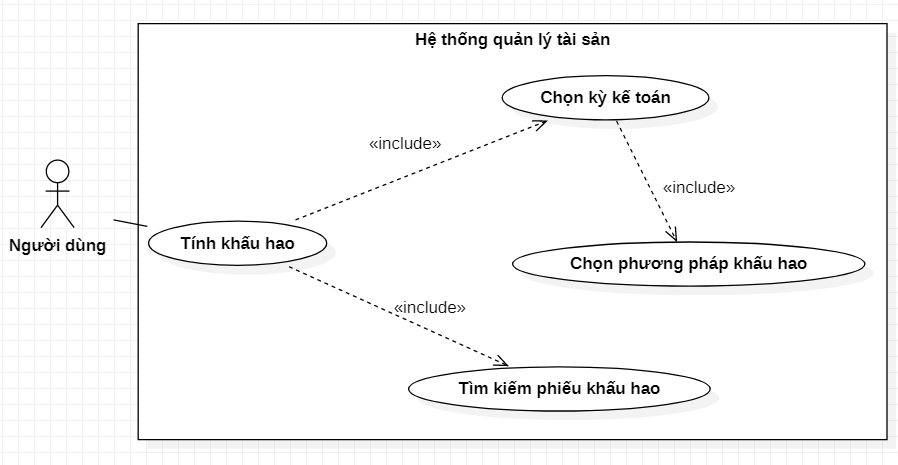 Hệ thống quản lý tài sản
Chọn kỳ kế toán
«include»
«include»
Người dùng
Tính khấu hao
Chọn phương pháp khấu hao
«include»
Tìm kiếm phiếu khấu hao